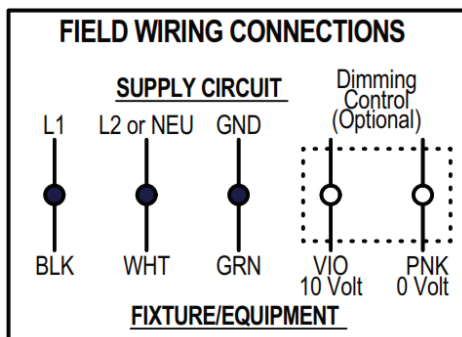 FIELD WIRING CONNECTIONS
SUPPLY CIRCUIT
Dimming
Control
(Optional)
L1 L2 or NEU GND
BLK WHT GRN VIO PNK
10 Volt 0 Volt
FIXTURE/EQUIPMENT